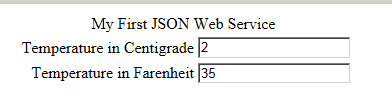 My First JSON Web Service
Temperature in Centigrade 2
Temperature in Farenheit 35